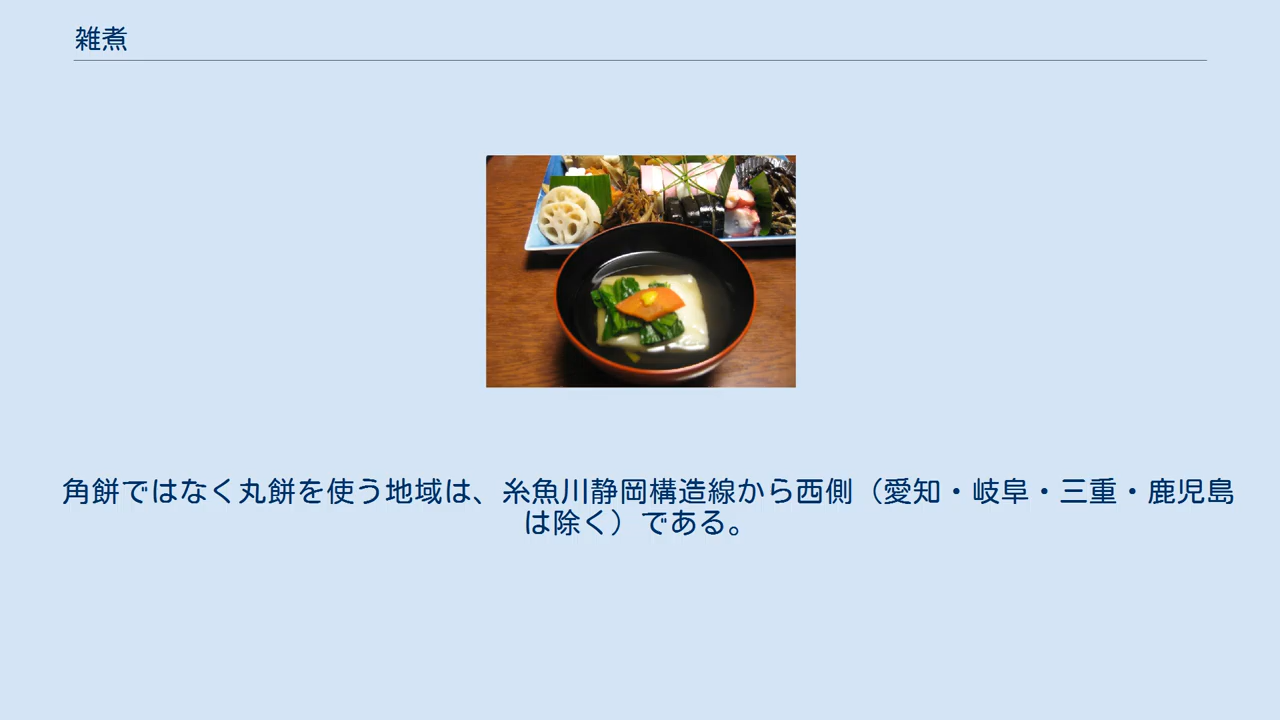 雑煮
角餅ではなく丸餅を使う地域は、糸魚川静岡構造線から西側（愛知・岐阜・三重・鹿児島
は除く）である。